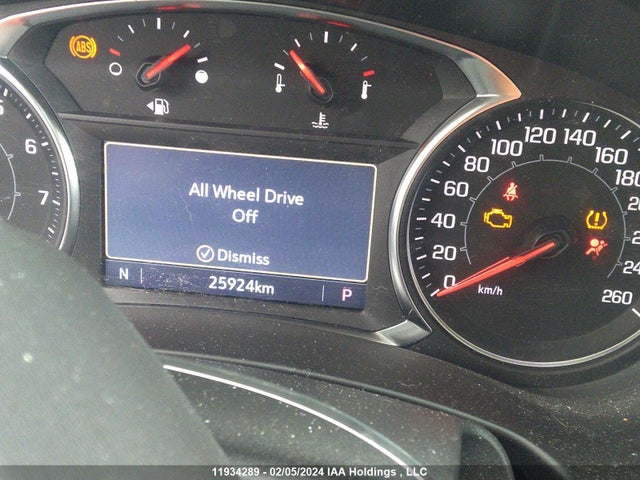 ABS
All Wheel Drive
Off
Dismiss
N 25924km P
6
7
0
20
40
60
80
100
120
140
160
180
260
km/h
11934289 - 02/05/2024 IAA Holdings , LLC